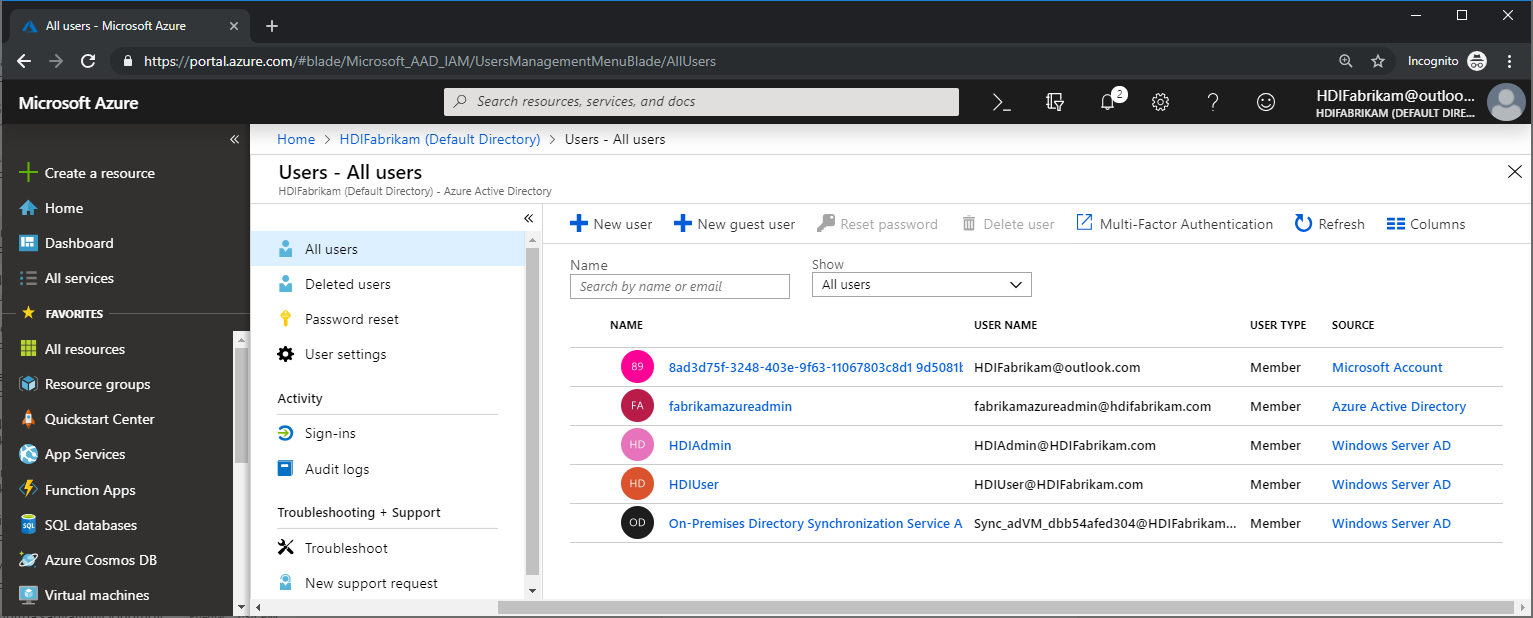 All users - Microsoft Azure
https://portal.azure.com/#blade/Microsoft_AAD_IAM/UsersManagementMenuBlade/AllUsers
Incognito
Microsoft Azure
Search resources, services, and docs
2
HDIFabrikam@outloo...
HDIFABRIKAM (DEFAULT DIRE...
Create a resource
Home
Dashboard
All services
FAVORITES
All resources
Resource groups
Quickstart Center
App Services
Function Apps
SQL databases
Azure Cosmos DB
Virtual machines
Home > HDIFabrikam (Default Directory) > Users - All users
Users - All users
HDIFabrikam (Default Directory) - Azure Active Directory
All users
Deleted users
Password reset
User settings
Activity
Sign-ins
Audit logs
Troubleshooting + Support
Troubleshoot
New support request
New user New guest user Reset password Delete user Multi-Factor Authentication Refresh Columns
Name Show
Search by name or email All users
NAME USER NAME USER TYPE SOURCE
89 8ad3d75f-3248-403e-9f63-11067803c8d1 9d5081b HDIFabrikam@outlook.com Member Microsoft Account
FA fabrikamazureadmin fabrikamazureadmin@hdifabrikam.com Member Azure Active Directory
HD HDIAdmin HDIAdmin@HDIFabrikam.com Member Windows Server AD
HD HDIUser HDIUser@HDIFabrikam.com Member Windows Server AD
OD On-Premises Directory Synchronization Service A Sync_adVM_dbb54afed304@HDIFabrikam... Member Windows Server AD